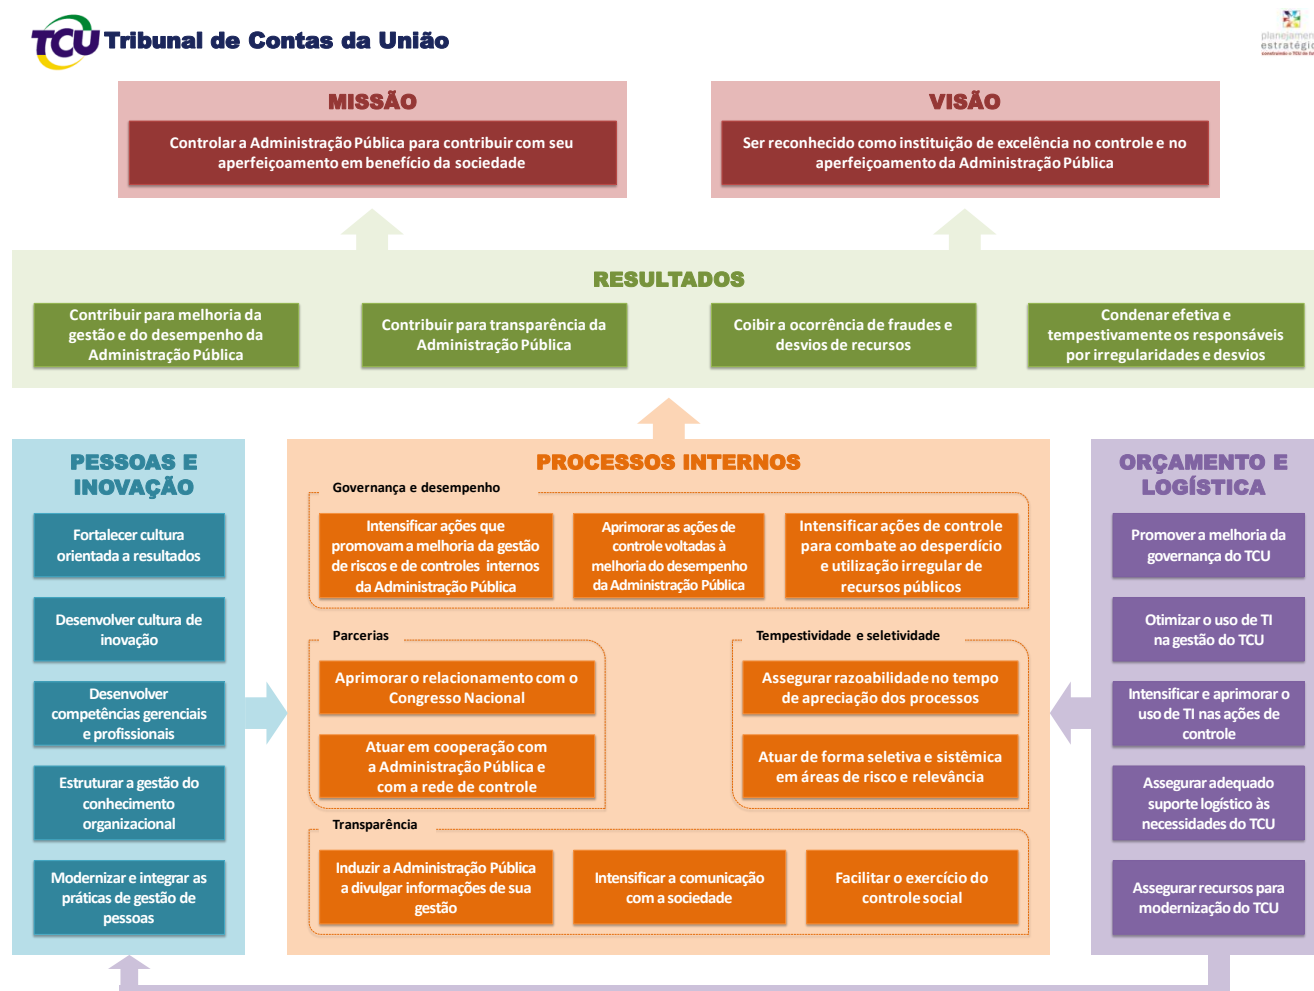 TCU Tribunal de Contas da União
planejamen
estratégic
MISSÃO
Controlar a Administração Pública para contribuir com seu
aperfeiçoamento em benefício da sociedade
VISÃO
Ser reconhecido como instituição de excelência no controle e no
aperfeiçoamento da Administração Pública
RESULTADOS
Contribuir para melhoria da
gestão e do desempenho da
Administração Pública
Contribuir para transparência da
Administração Pública
Coibir a ocorrência de fraudes e
desvios de recursos
Condenar efetiva e
tempestivamente os responsáveis
por irregularidades e desvios
PESSOAS E
INOVAÇÃO
Fortalecer cultura
orientada a resultados
Desenvolver cultura de
inovação
Desenvolver
competências gerenciais
e profissionais
Estruturar a gestão do
conhecimento
organizacional
Modernizar e integrar as
práticas de gestão de
pessoas
PROCESSOS INTERNOS
Governança e desempenho
Intensificar ações que
promovam a melhoria da gestão
de riscos e de controles internos
da Administração Pública
Aprimorar as ações de
controle voltadas à
melhoria do desempenho
da Administração Pública
Intensificar ações de controle
para combate ao desperdício
e utilização irregular de
recursos públicos
Parcerias
Aprimorar o relacionamento com o
Congresso Nacional
Atuar em cooperação com
a Administração Pública e
com a rede de controle
Tempestividade e seletividade
Assegurar razoabilidade no tempo
de apreciação dos processos
Atuar de forma seletiva e sistêmica
em áreas de risco e relevância
Transparência
Induzir a Administração Pública
a divulgar informações de sua
gestão
Intensificar a comunicação
com a sociedade
Facilitar o exercício do
controle social
ORÇAMENTO E
LOGÍSTICA
Promover a melhoria da
governança do TCU
Otimizar o uso de TI
na gestão do TCU
Intensificar e aprimorar o
uso de TI nas ações de
controle
Assegurar adequado
suporte logístico às
necessidades do TCU
Assegurar recursos para
modernização do TCU